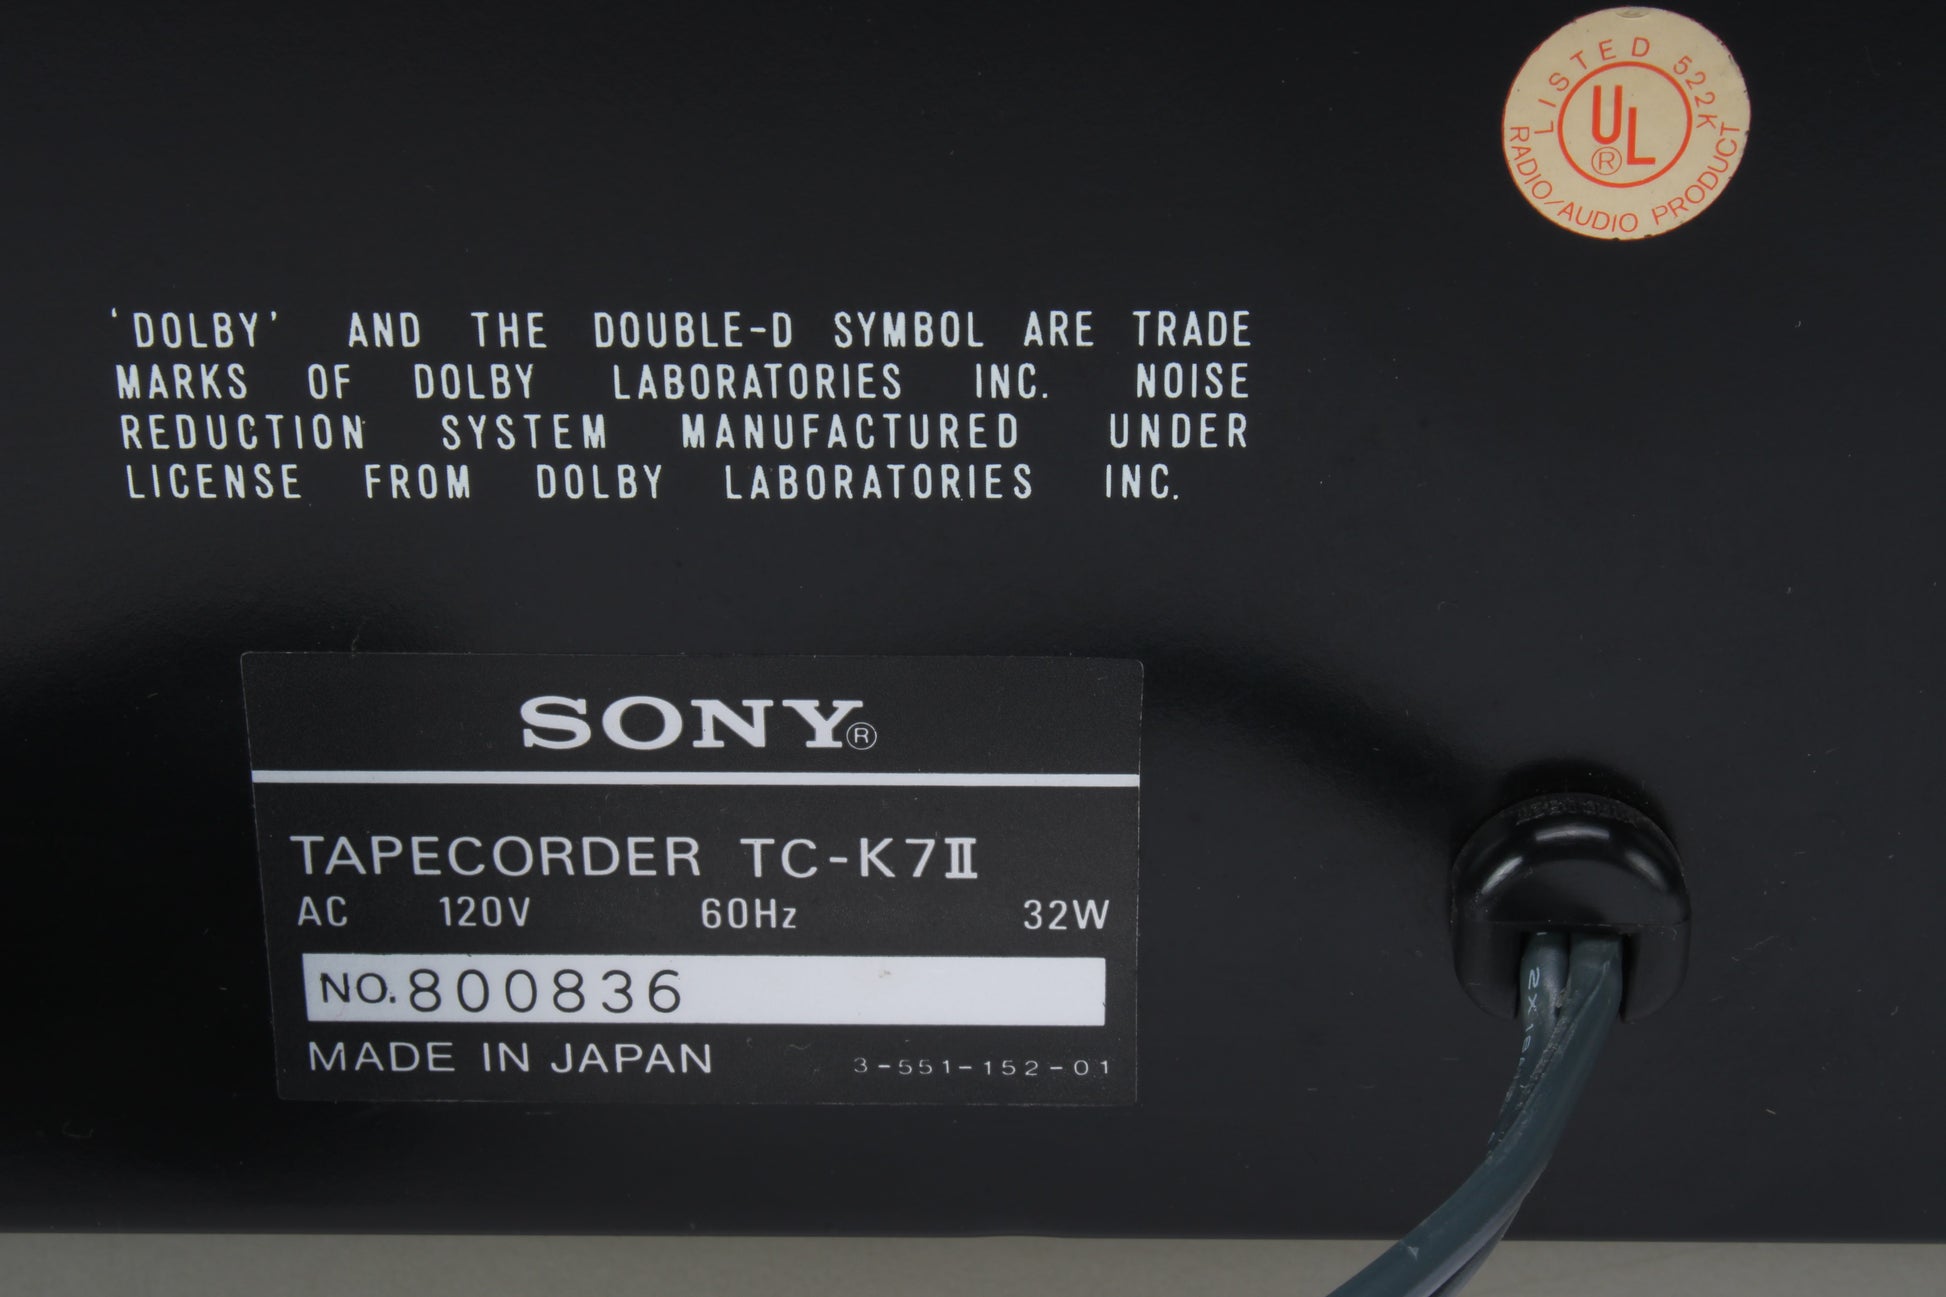 LISTED 522K
UL®
RADIO/AUDIO PRODUCT
'DOLBY' AND THE DOUBLE-D SYMBOL ARE TRADE
MARKS OF DOLBY LABORATORIES INC. NOISE
REDUCTION SYSTEM MANUFACTURED UNDER
LICENSE FROM DOLBY LABORATORIES INC.
SONY®
TAPECORDER TC-K7II
AC 120V 60Hz 32W
NO. 800836
MADE IN JAPAN 3-551-152-01